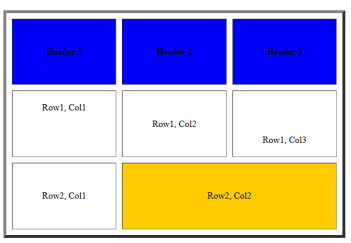 Header 1 Header 2 Header 3
Row1, Col1
Row1, Col2
Row1, Col3
Row2, Col1 Row2, Col2